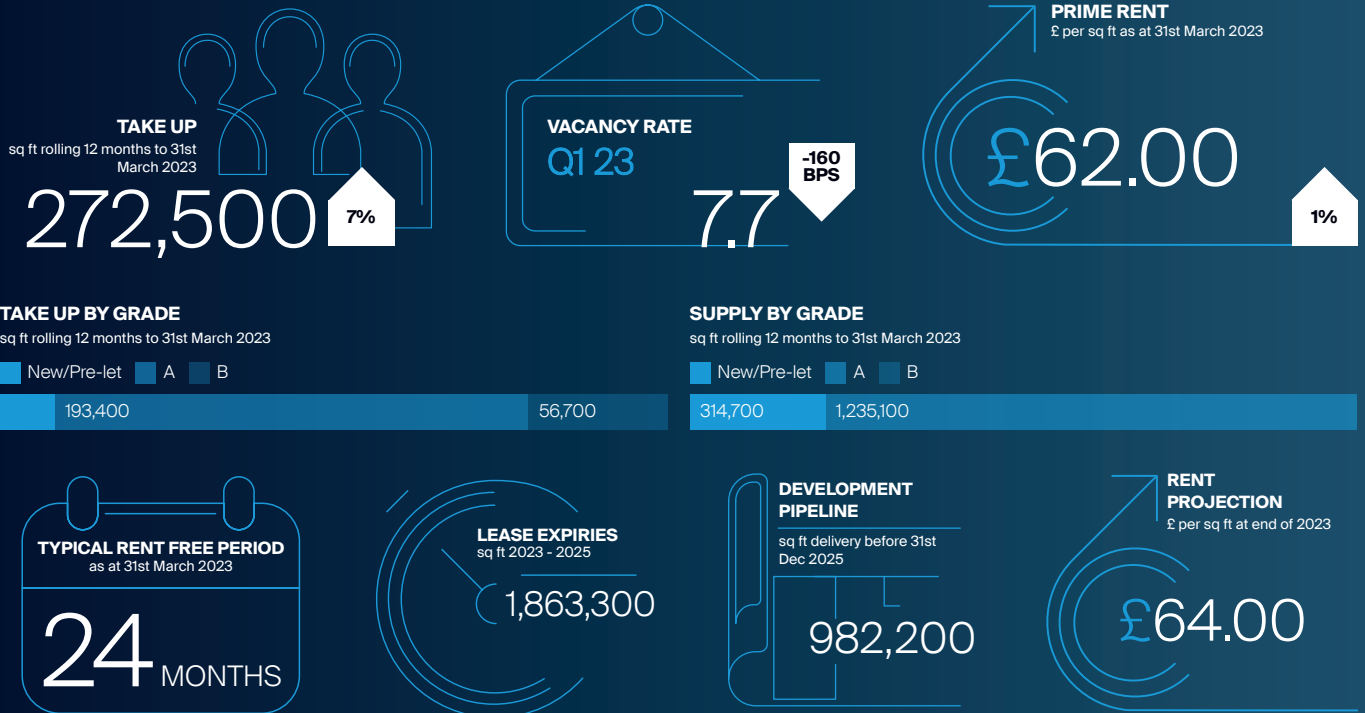 TAKE UP
sq ft rolling 12 months to 31st
March 2023
272,500
7%
VACANCY RATE
Q1 23
7.7
-160
BPS
PRIME RENT
£ per sq ft as at 31st March 2023
£62.00
1%
TAKE UP BY GRADE
sq ft rolling 12 months to 31st March 2023
New/Pre-let A B
193,400 56,700
SUPPLY BY GRADE
sq ft rolling 12 months to 31st March 2023
New/Pre-let A B
314,700 1,235,100
TYPICAL RENT FREE PERIOD
as at 31st March 2023
24 MONTHS
LEASE EXPIRIES
sq ft 2023 - 2025
1,863,300
DEVELOPMENT
PIPELINE
sq ft delivery before 31st
Dec 2025
982,200
RENT
PROJECTION
£ per sq ft at end of 2023
£64.00